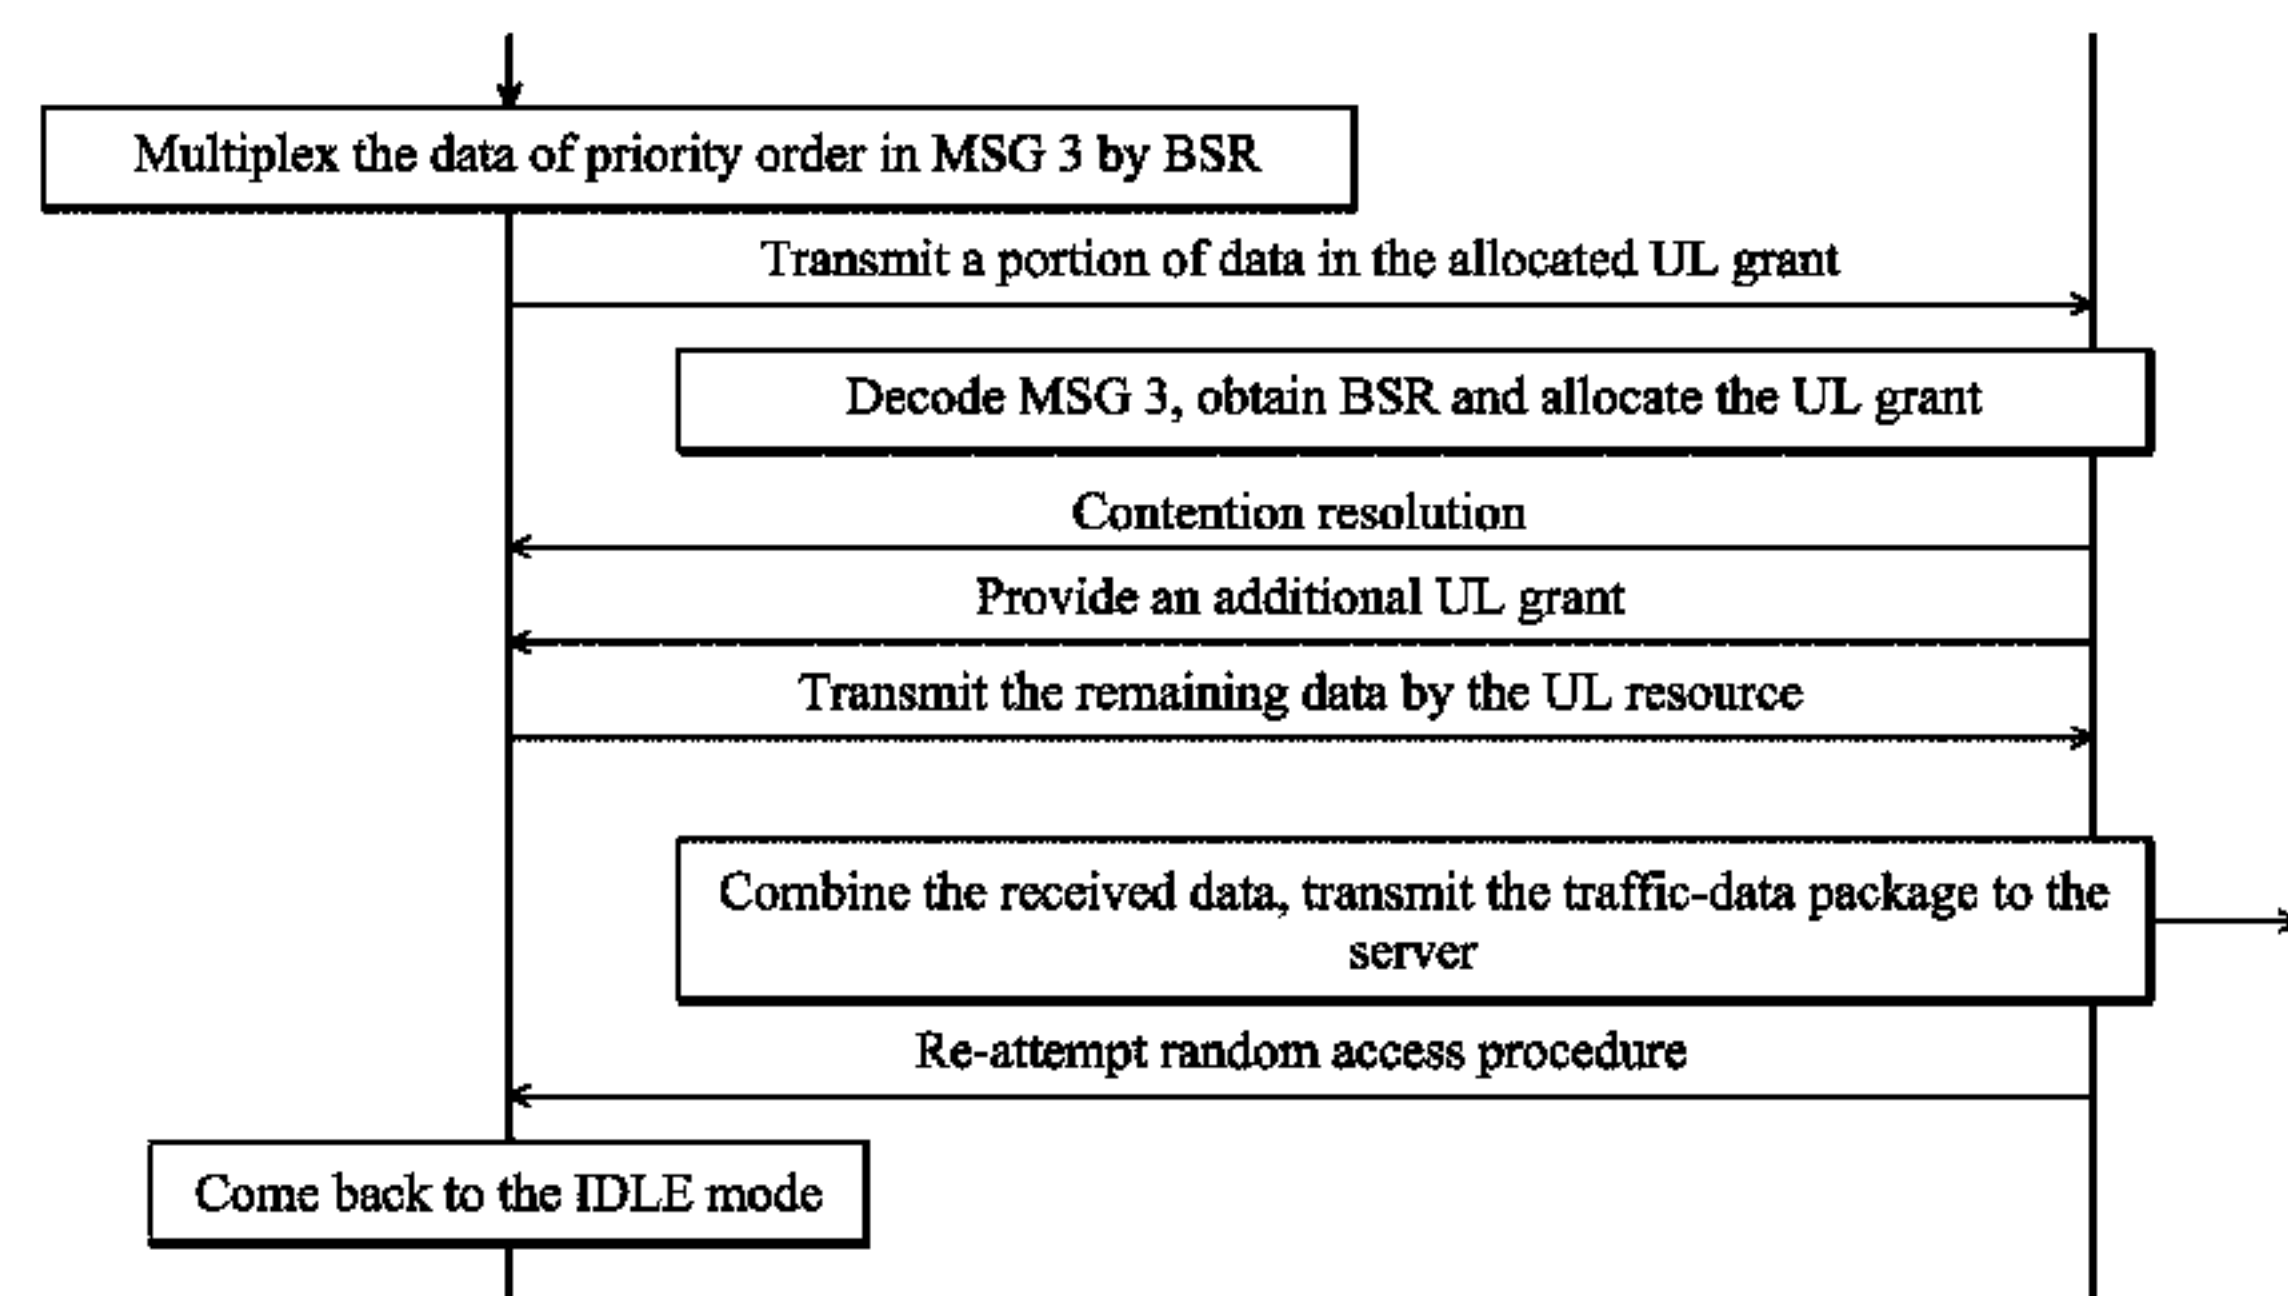 Multiplex the data of priority order in MSG 3 by BSR
Transmit a portion of data in the allocated UL grant
Decode MSG 3, obtain BSR and allocate the UL grant
Contention resolution
Provide an additional UL grant
Transmit the remaining data by the UL resource
Combine the received data, transmit the traffic-data package to the
server
Re-attempt random access procedure
Come back to the IDLE mode